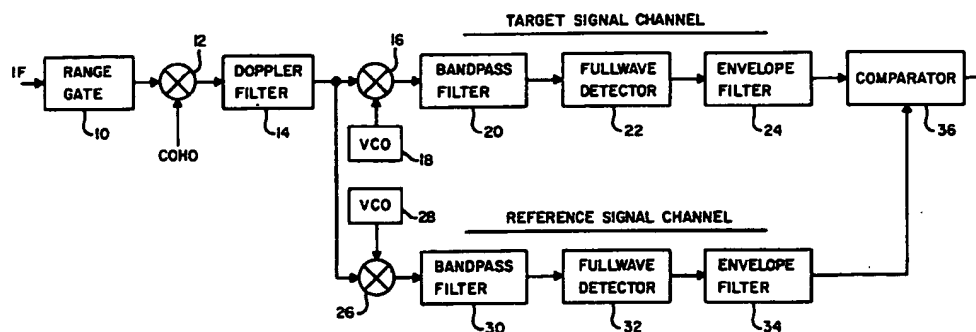 TARGET SIGNAL CHANNEL
IF
RANGE
GATE
10
12
COHO
DOPPLER
FILTER
14
16
VCO
18
BANDPASS
FILTER
20
FULLWAVE
DETECTOR
22
ENVELOPE
FILTER
24
COMPARATOR
36
VCO
28
REFERENCE SIGNAL CHANNEL
26
BANDPASS
FILTER
30
FULLWAVE
DETECTOR
32
ENVELOPE
FILTER
34